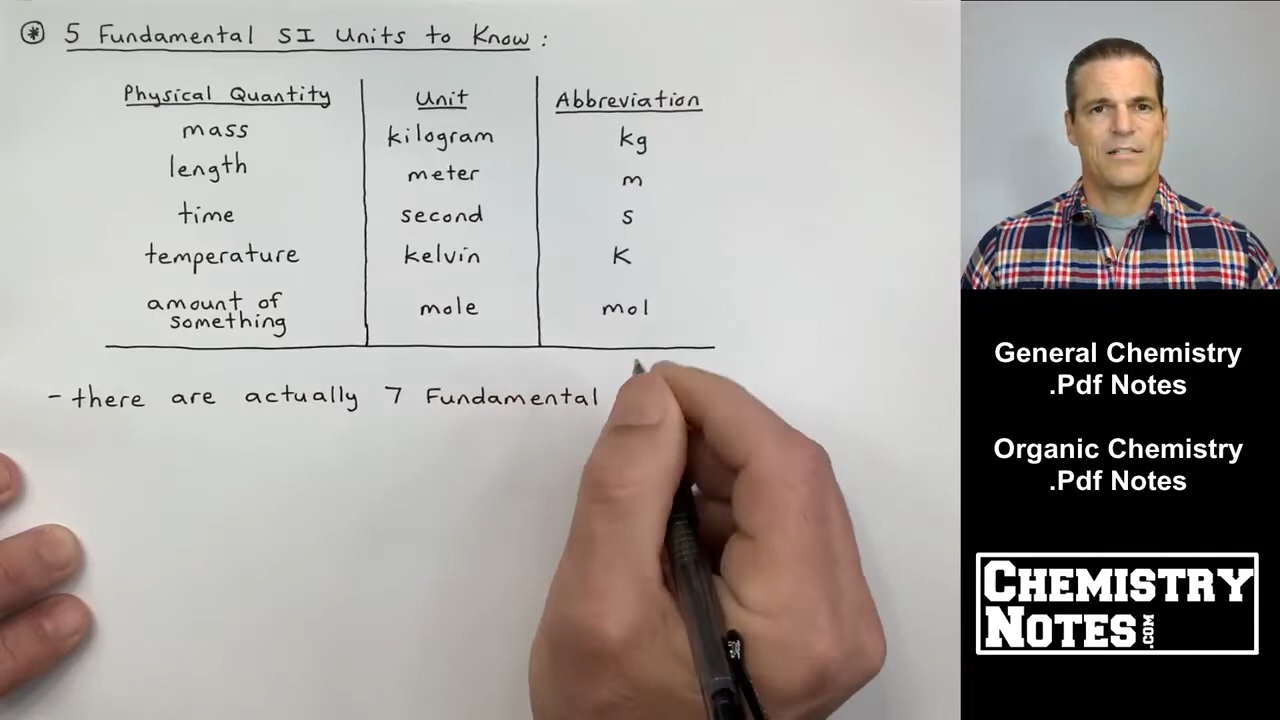 * 5 Fundamental SI Units to Know:
Physical Quantity Unit Abbreviation
mass kilogram kg
length meter m
time second s
temperature kelvin K
amount of something mole mol
- there are actually 7 Fundamental
General Chemistry
.Pdf Notes
Organic Chemistry
.Pdf Notes
CHEMISTRY
NOTES.COM